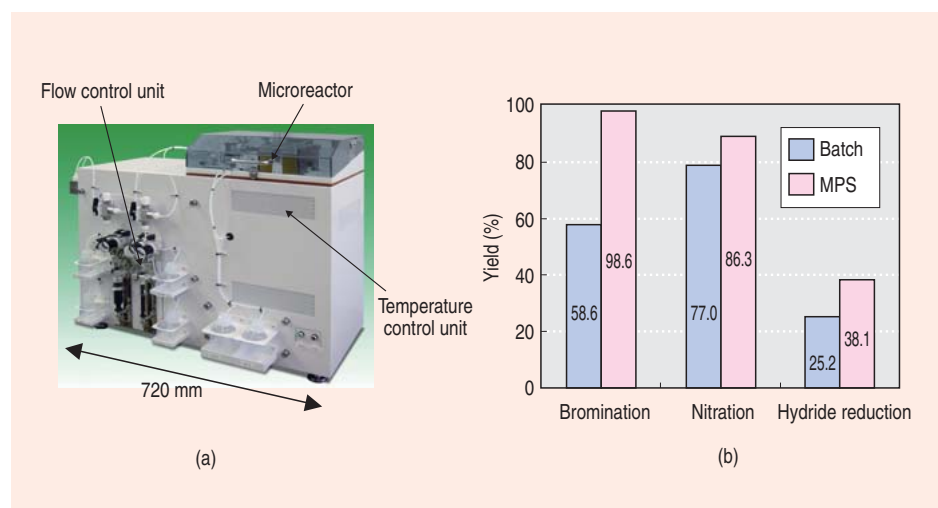 Flow control unit
Microreactor
Temperature
control unit
720 mm
(a)
100
80
60
40
20
0
Yield (%)
58.6
98.6
77.0
86.3
25.2
38.1
Batch
MPS
Bromination
Nitration
Hydride reduction
(b)